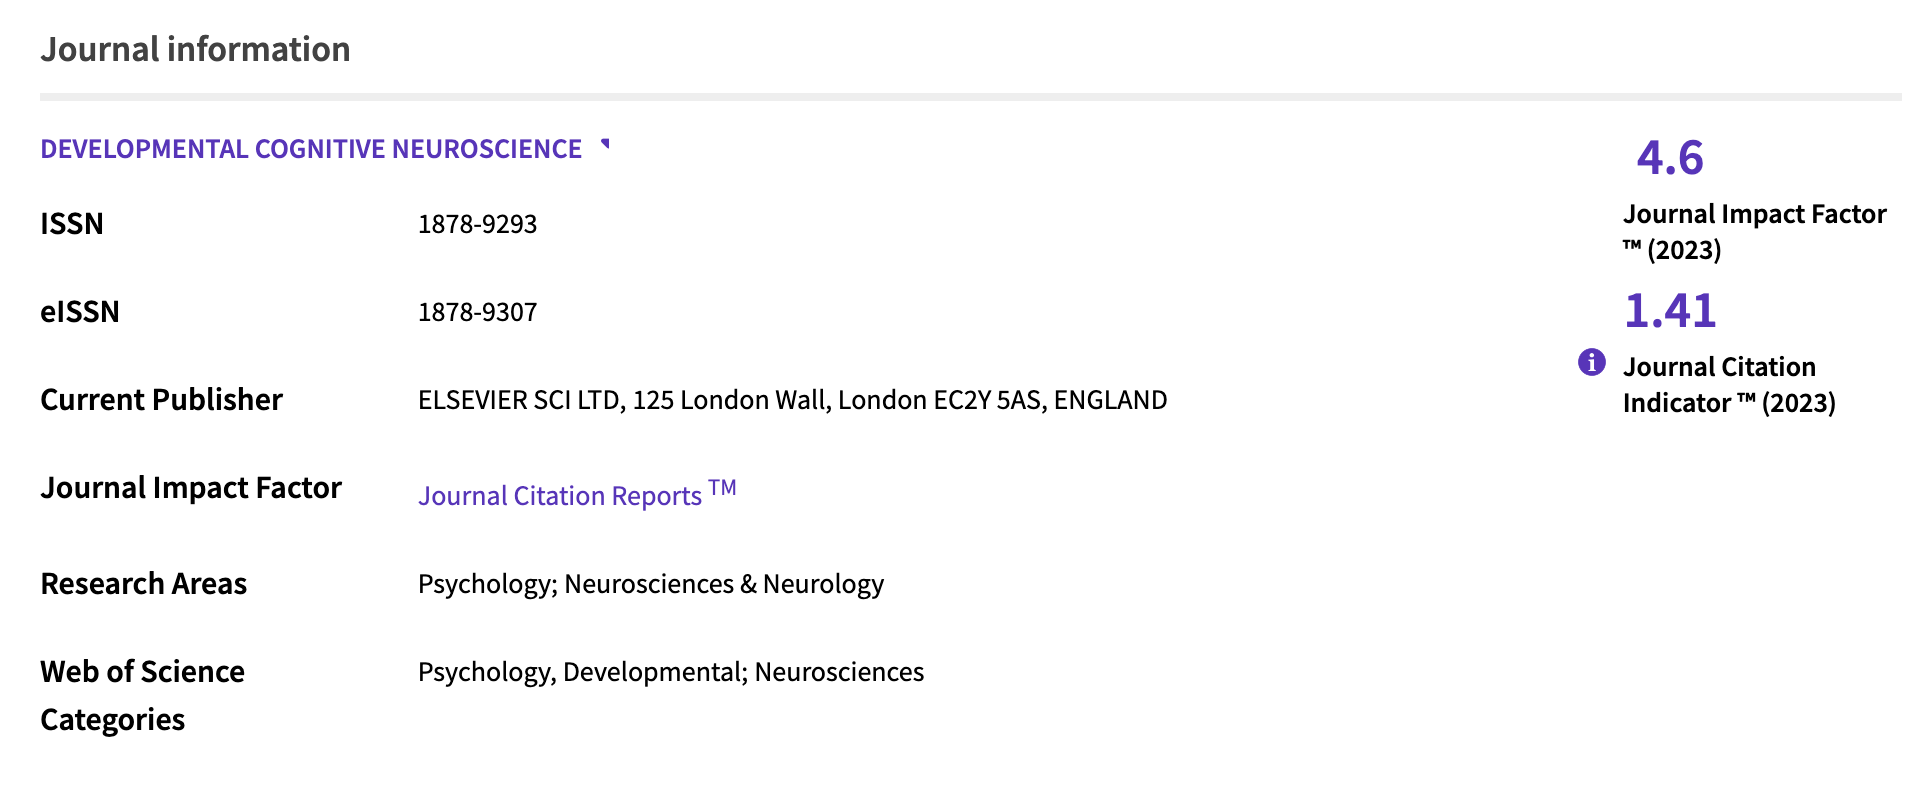 Journal information
DEVELOPMENTAL COGNITIVE NEUROSCIENCE
ISSN 1878-9293
eISSN 1878-9307
Current Publisher ELSEVIER SCI LTD, 125 London Wall, London EC2Y 5AS, ENGLAND
Journal Impact Factor Journal Citation Reports TM
Research Areas Psychology; Neurosciences & Neurology
Web of Science Psychology, Developmental; Neurosciences
Categories
4.6
Journal Impact Factor
™ (2023)
1.41
i Journal Citation
Indicator ™ (2023)